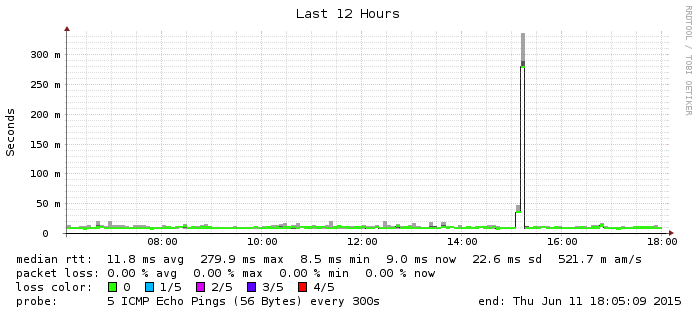 Last 12 Hours
RRDTOOL / TOBI OETIKER
Seconds
300 m
250 m
200 m
150 m
100 m
50 m
0
08:00 10:00 12:00 14:00 16:00 18:00
median rtt: 11.8 ms avg 279.9 ms max 8.5 ms min 9.0 ms now 22.6 ms sd 521.7 m am/s
packet loss: 0.00 % avg 0.00 % max 0.00 % min 0.00 % now
loss color: 0 1/5 2/5 3/5 4/5
probe: 5 ICMP Echo Pings (56 Bytes) every 300s end: Thu Jun 11 18:05:09 2015